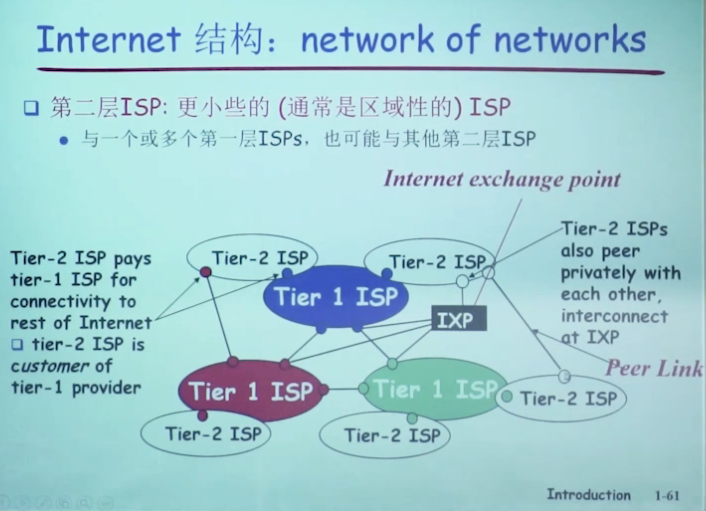 Internet 结构：network of networks
第二层ISP: 更小些的 (通常是区域性的) ISP
与一个或多个第一层ISPs，也可能与其他第二层ISP
Internet exchange point
Tier-2 ISP pays
tier-1 ISP for
connectivity to
rest of Internet
tier-2 ISP is
customer of
tier-1 provider
Tier-2 ISP
Tier-2 ISP
Tier-2 ISPs
also peer
privately with
each other,
interconnect
at IXP
Tier 1 ISP
IXP
Peer Link
Tier 1 ISP
Tier 1 ISP
Tier-2 ISP
Tier-2 ISP
Tier-2 ISP
Introduction 1-61